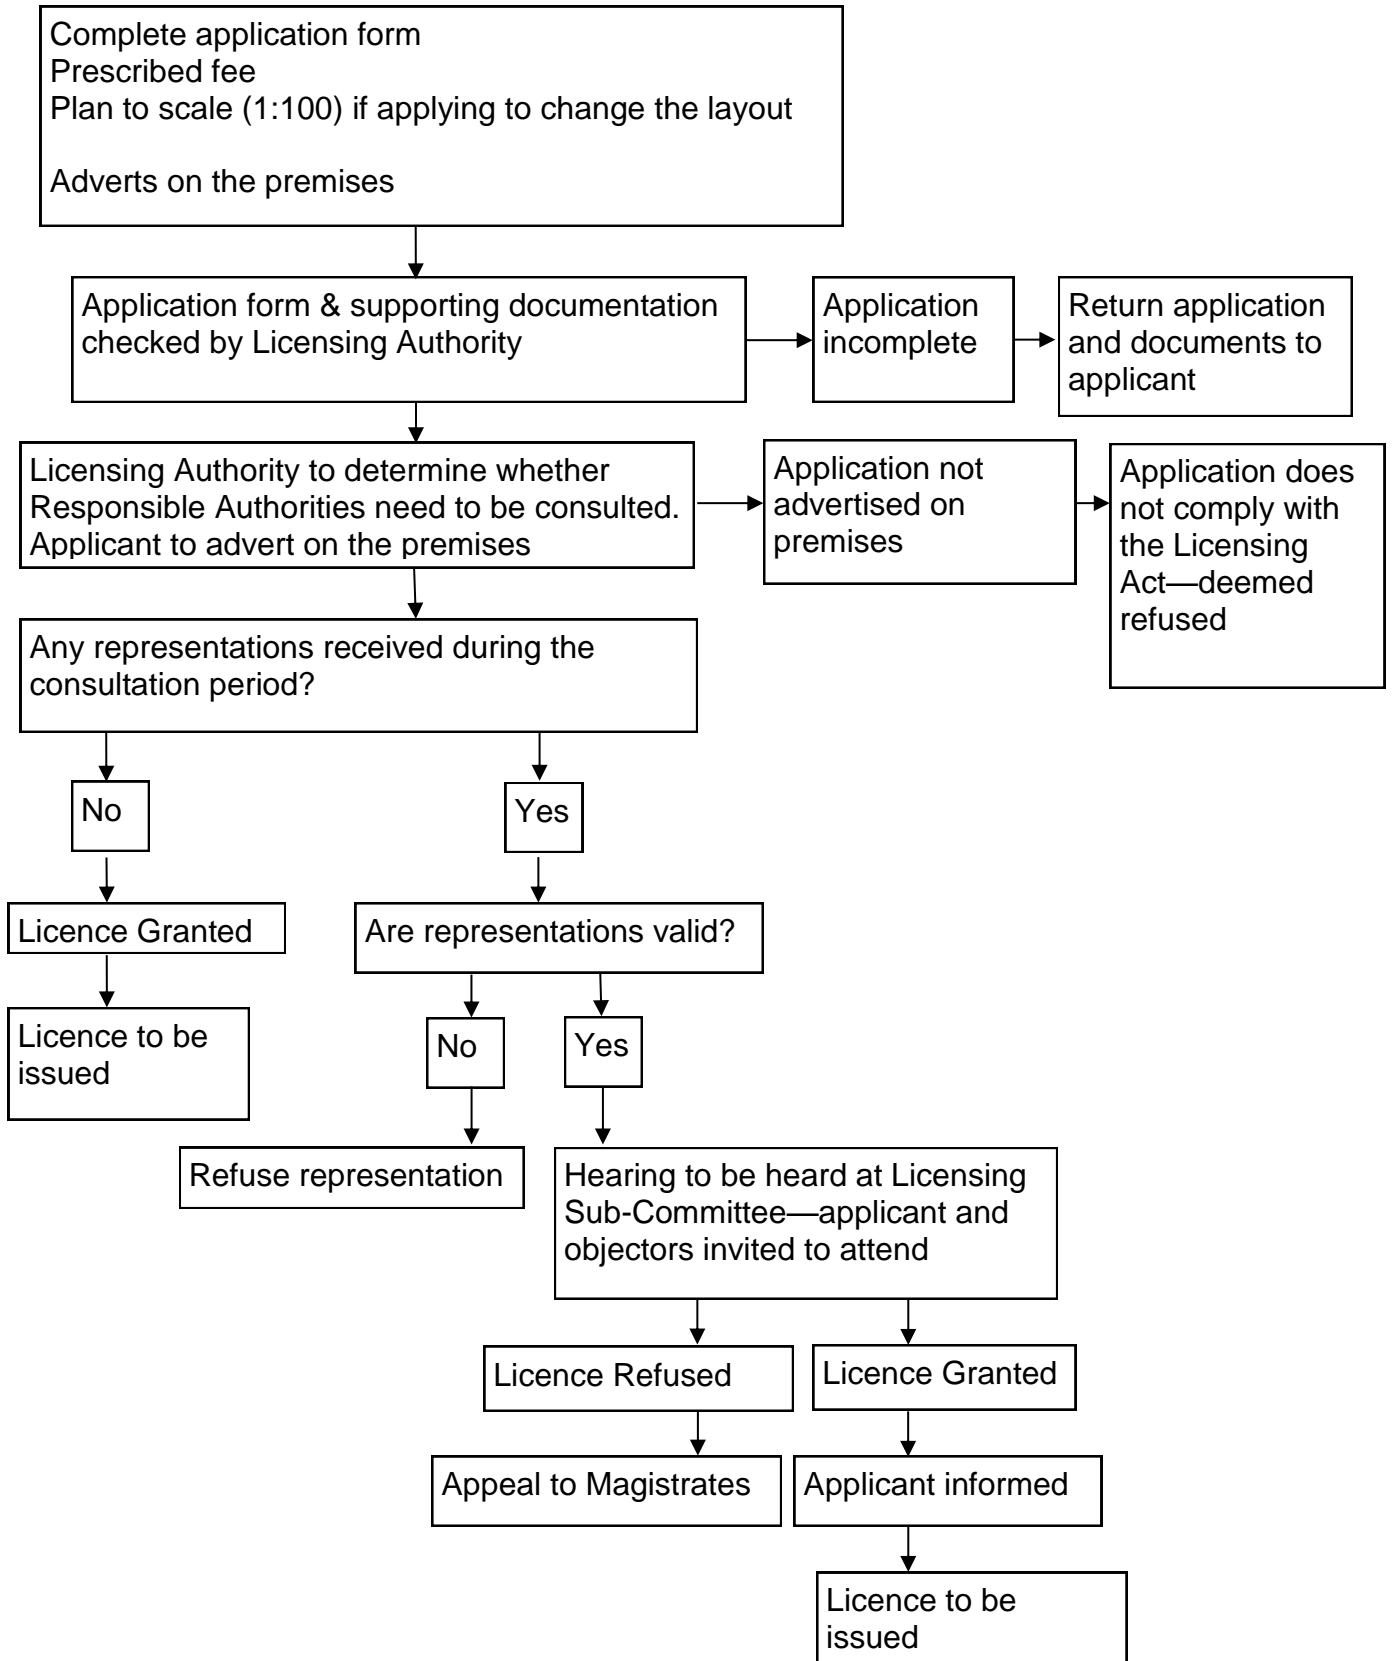 Complete application form
Prescribed fee
Plan to scale (1:100) if applying to change the layout
Adverts on the premises
Application form & supporting documentation
checked by Licensing Authority
Application
incomplete
Return application
and documents to
applicant
Licensing Authority to determine whether
Responsible Authorities need to be consulted.
Applicant to advert on the premises
Application not
advertised on
premises
Application does
not comply with
the Licensing
Act—deemed
refused
Any representations received during the
consultation period?
No
Yes
Licence Granted
Are representations valid?
Licence to be
issued
No
Yes
Refuse representation
Hearing to be heard at Licensing
Sub-Committee—applicant and
objectors invited to attend
Licence Refused
Licence Granted
Appeal to Magistrates
Applicant informed
Licence to be
issued